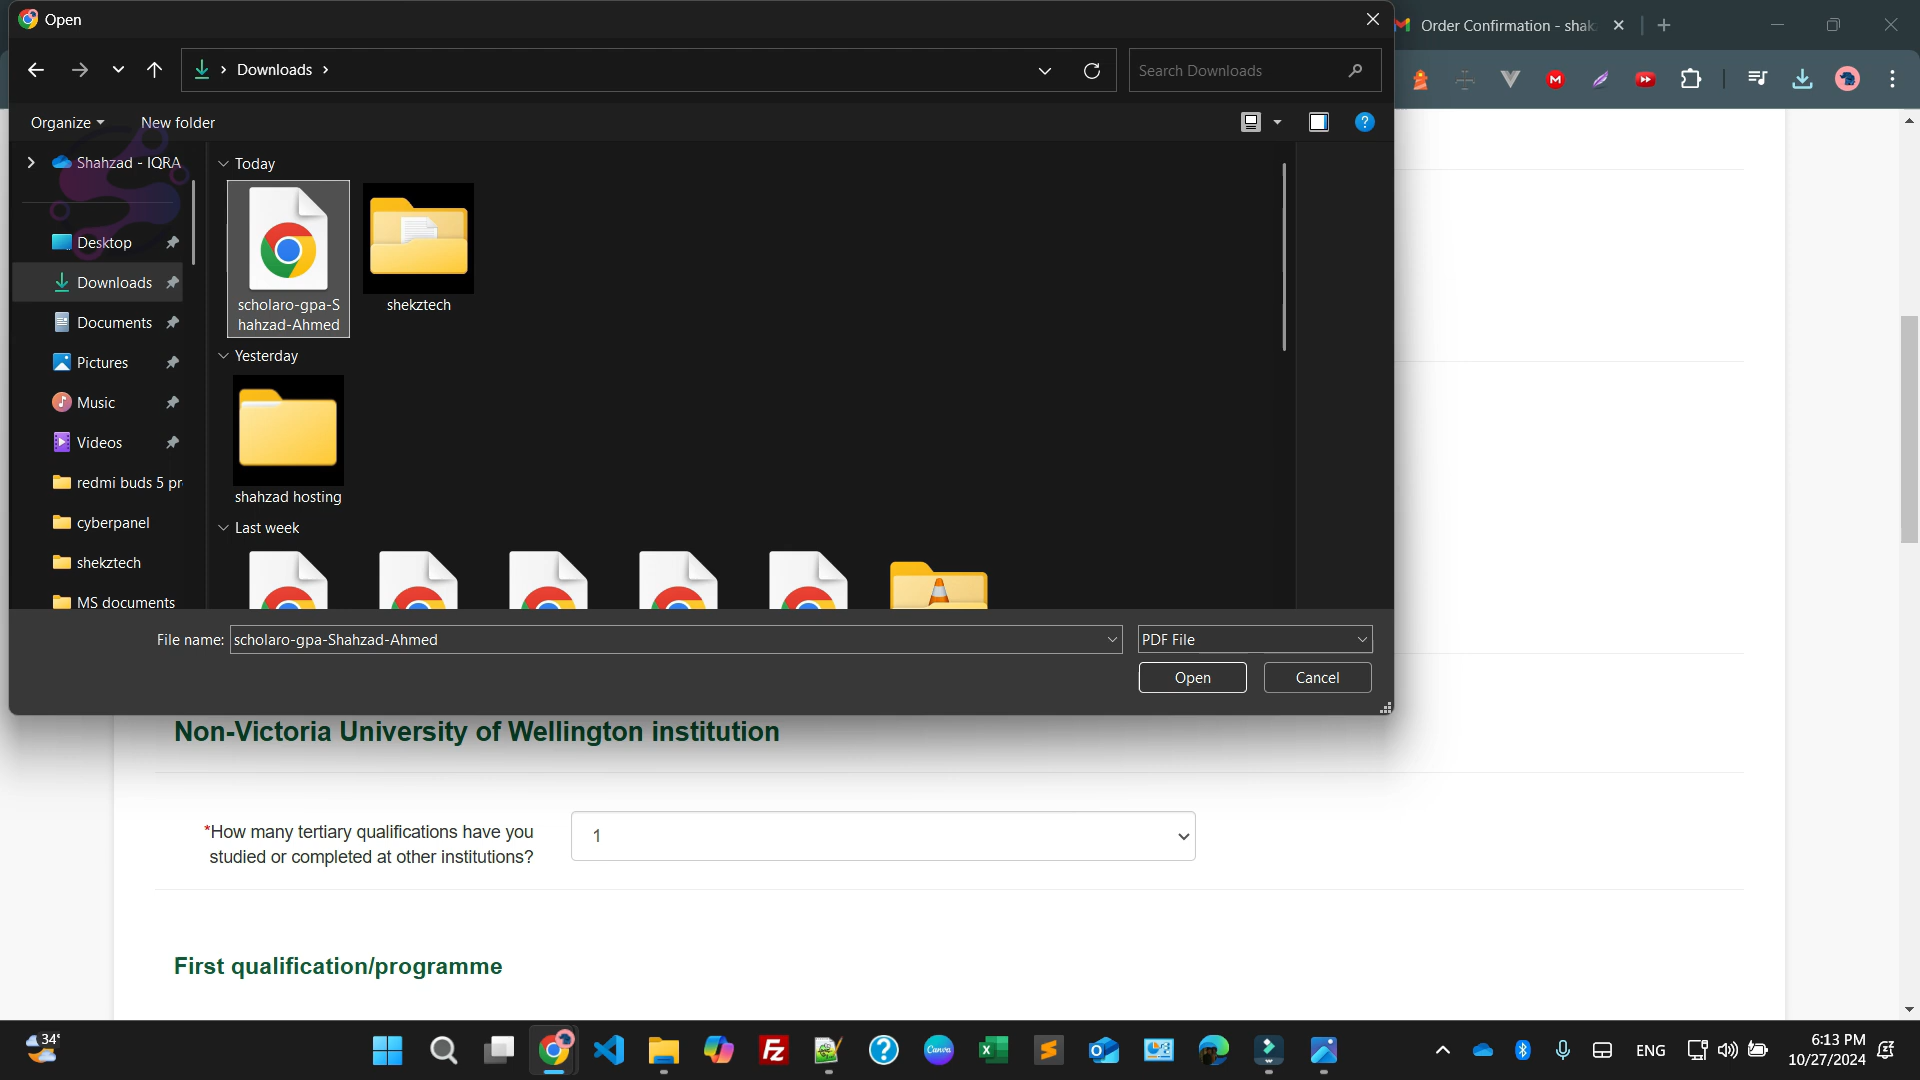 Open
Order Confirmation - shak
Downloads
Search Downloads
Organize
New folder
Shahzad - IQRA
Desktop
Downloads
Documents
Pictures
Music
Videos
redmi buds 5 pr
cyberpanel
shekztech
MS documents
Today
scholaro-gpa-S
hahzad-Ahmed
shekztech
Yesterday
shahzad hosting
Last week
File name: scholaro-gpa-Shahzad-Ahmed
PDF File
Open
Cancel
Non-Victoria University of Wellington institution
*How many tertiary qualifications have you
studied or completed at other institutions?
1
First qualification/programme
34°
Canva
ENG
6:13 PM
10/27/2024